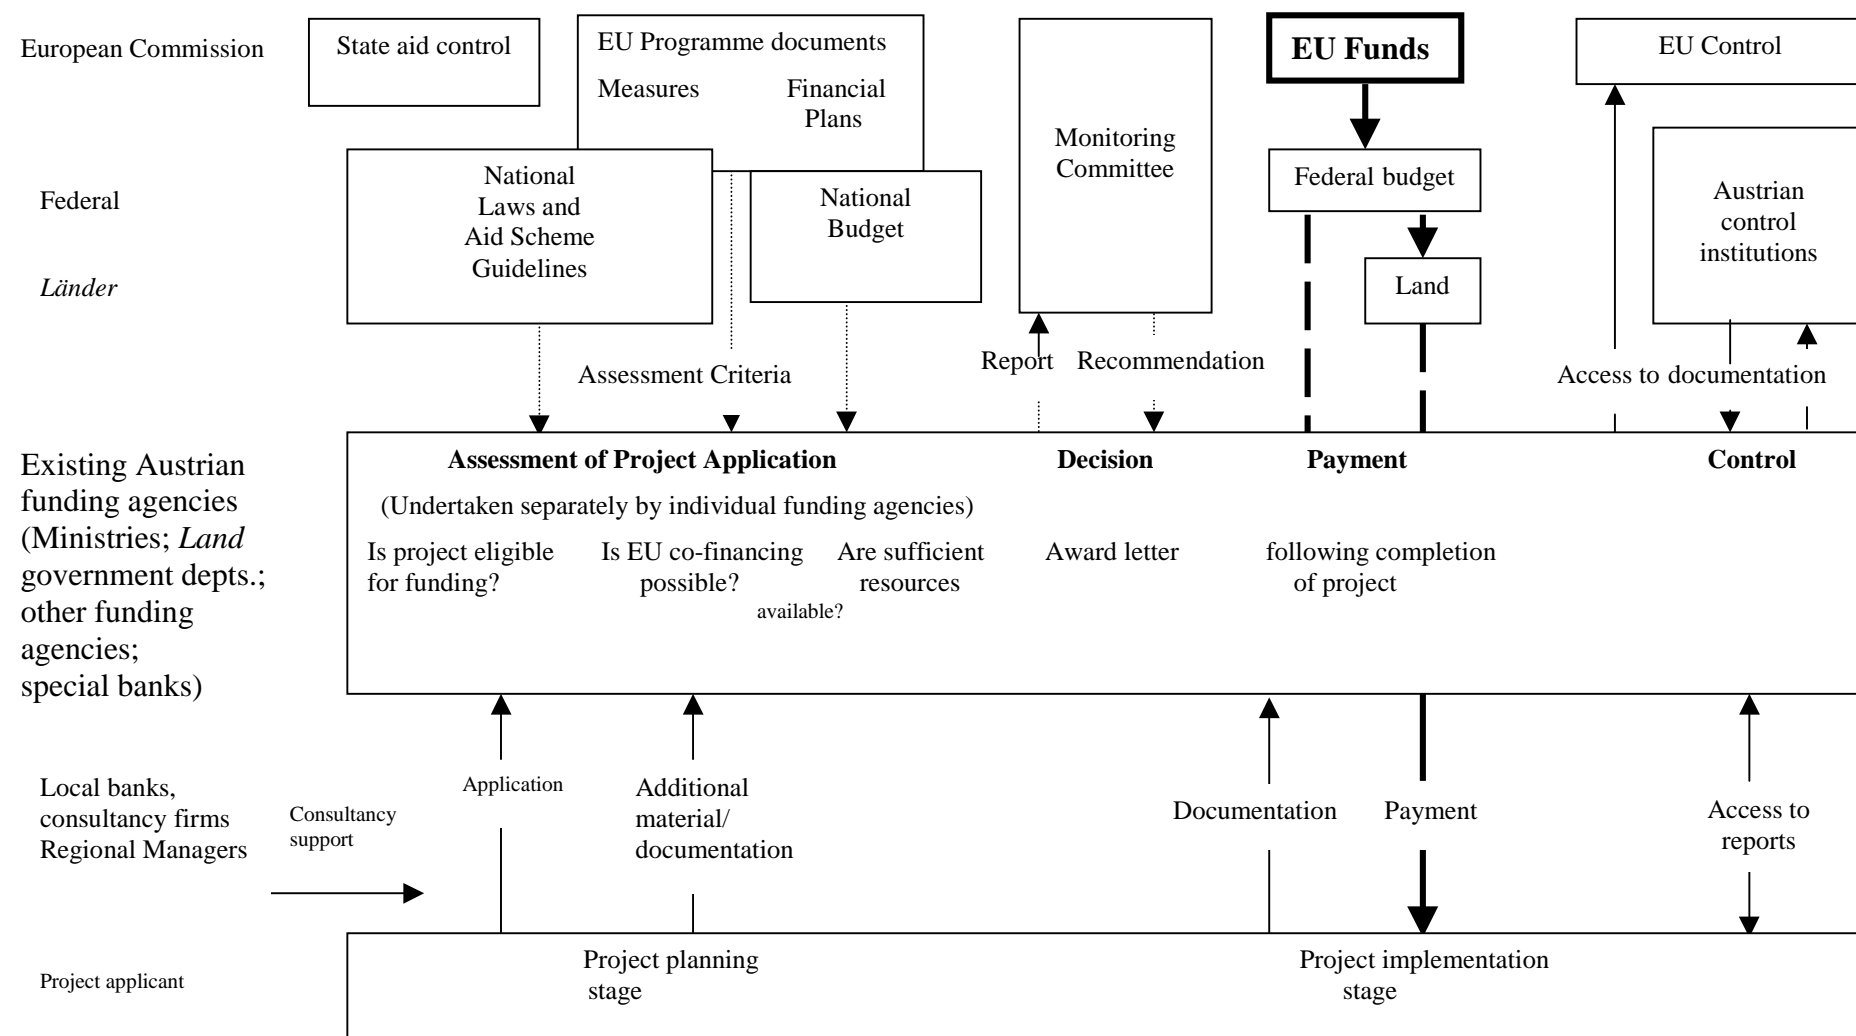 European Commission
State aid control
EU Programme documents
Measures
Financial
Plans
Monitoring
Committee
EU Funds
EU Control
Federal
National
Laws and
Aid Scheme
Guidelines
National
Budget
Federal budget
Austrian
control
institutions
Länder
Land
Assessment Criteria
Report
Recommendation
Access to documentation
Existing Austrian
funding agencies
(Ministries; Land
government depts.;
other funding
agencies;
special banks)
Assessment of Project Application
Decision
Payment
Control
(Undertaken separately by individual funding agencies)
Is project eligible
for funding?
Is EU co-financing
possible?
Are sufficient
resources
available?
Award letter
following completion
of project
Local banks,
consultancy firms
Regional Managers
Consultancy
support
Application
Additional
material/
documentation
Documentation
Payment
Access to
reports
Project applicant
Project planning
stage
Project implementation
stage